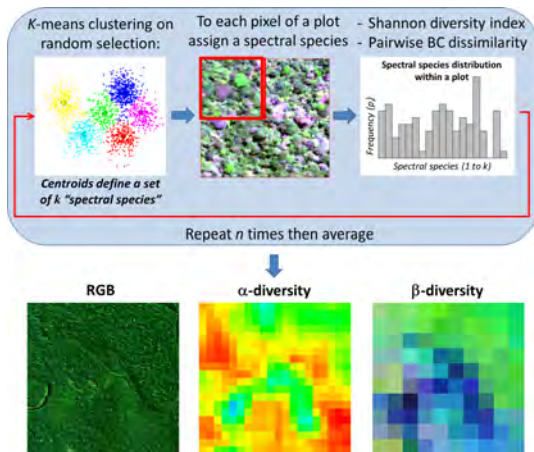 K-means clustering on
random selection:
To each pixel of a plot
assign a spectral species
- Shannon diversity index
- Pairwise BC dissimilarity
Centroids define a set
of k "spectral species"
Spectral species distribution
within a plot
Frequency (pᵢ)
Spectral species (1 to k)
Repeat n times then average
RGB
α-diversity
β-diversity